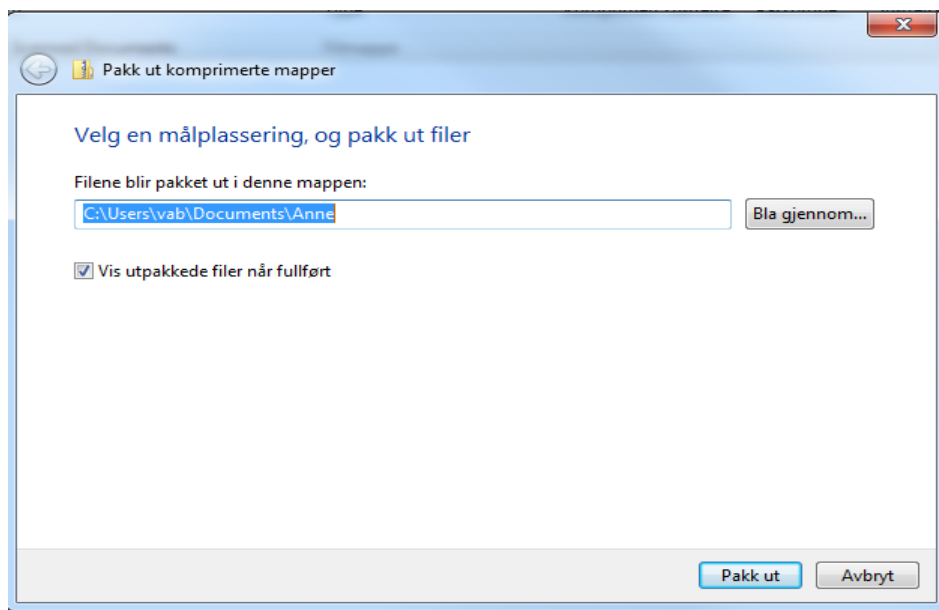 Pakk ut komprimerte mapper
Velg en målplassering, og pakk ut filer
Filene blir pakket ut i denne mappen:
C:\Users\vab\Documents\Anne
Bla gjennom...
Vis utpakkede filer når fullført
Pakk ut
Avbryt